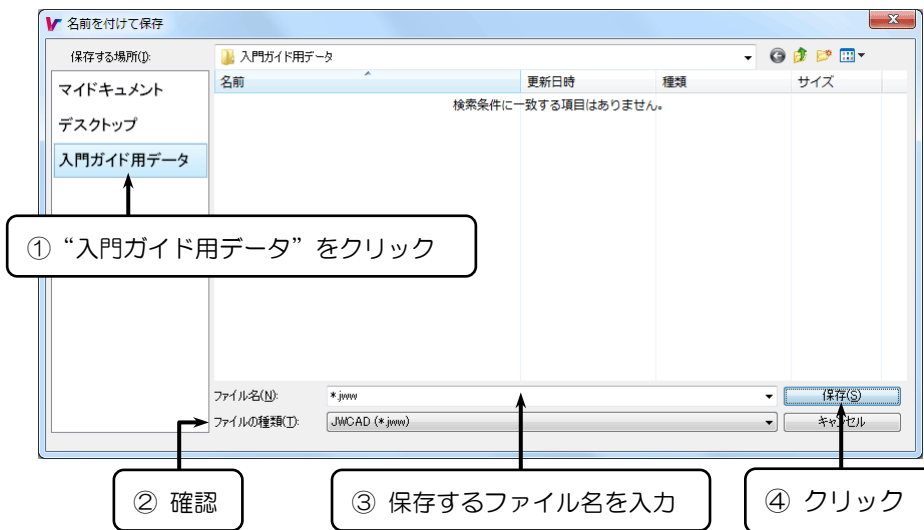 名前を付けて保存
保存する場所(I):
入門ガイド用データ
マイドキュメント
デスクトップ
入門ガイド用データ
名前
更新日時
種類
サイズ
検索条件に一致する項目はありません。
① “入門ガイド用データ” をクリック
ファイル名(N):
*.jww
保存(S)
ファイルの種類(T):
JWCAD (*.jww)
キャンセル
② 確認
③ 保存するファイル名を入力
④ クリック